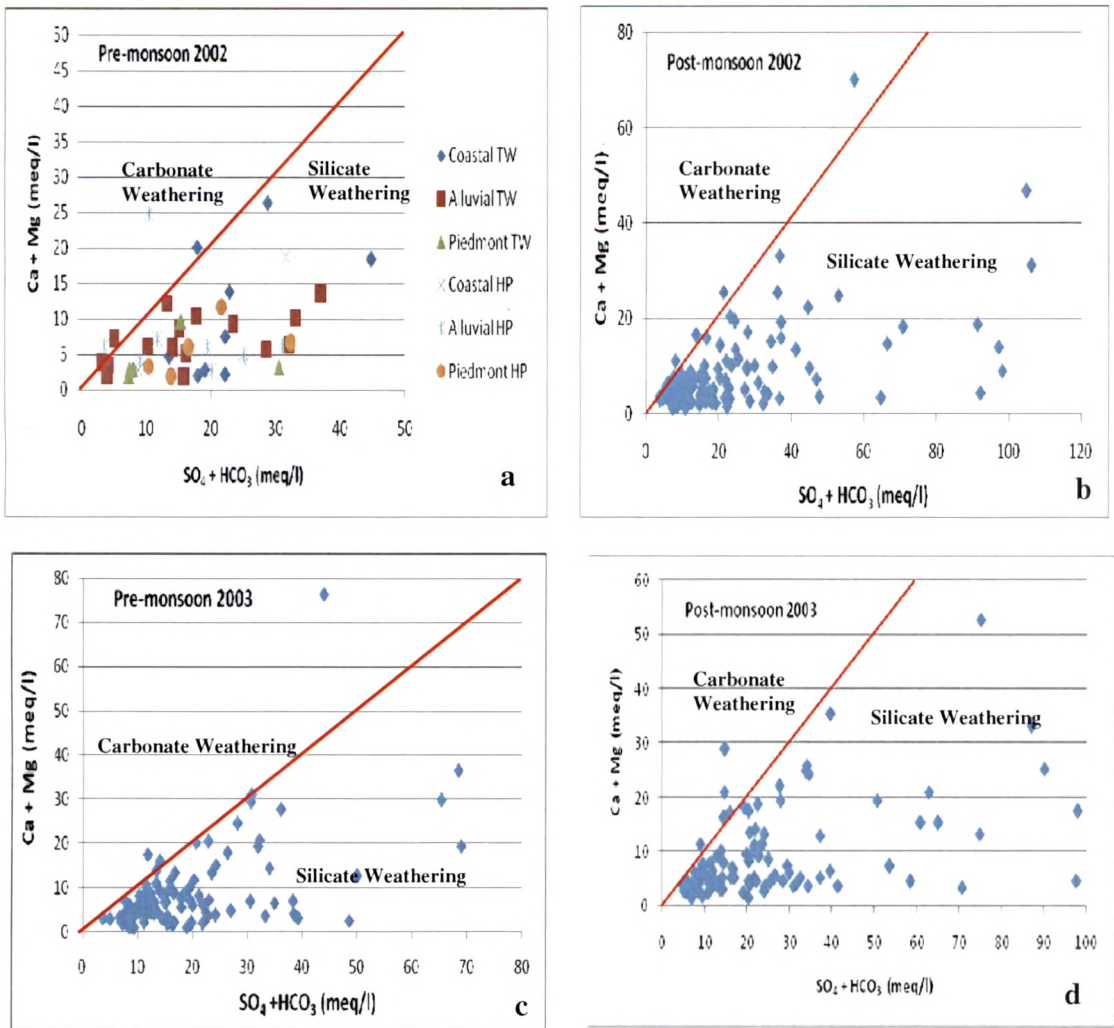 Pre-monsoon 2002
50
45
40
35
30
25
20
15
10
5
0
Ca + Mg (meq/l)
Carbonate
Weathering
Silicate
Weathering
0 10 20 30 40 50
SO₄ + HCO₃ (meq/l)
a
Coastal TW
Alluvial TW
Piedmont TW
Coastal HP
Alluvial HP
Piedmont HP
Post-monsoon 2002
80
60
40
20
0
Ca + Mg (meq/l)
Carbonate
Weathering
Silicate Weathering
0 20 40 60 80 100 120
SO₄ + HCO₃ (meq/l)
b
Pre-monsoon 2003
80
70
60
50
40
30
20
10
0
Ca + Mg (meq/l)
Carbonate Weathering
Silicate Weathering
0 10 20 30 40 50 60 70 80
SO₄ +HCO₃ (meq/l)
c
Post-monsoon 2003
60
50
40
30
20
10
0
Ca + Mg (meq/l)
Carbonate
Weathering
Silicate Weathering
0 10 20 30 40 50 60 70 80 90 100
SO₄ + HCO₃ (meq/l)
d